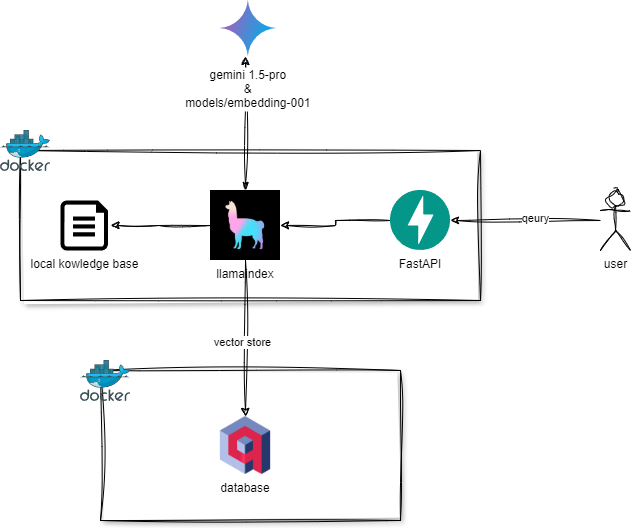 gemini 1.5-pro
&
models/embedding-001
docker
local kowledge base
llamaindex
FastAPI
qeury
user
vector store
docker
database